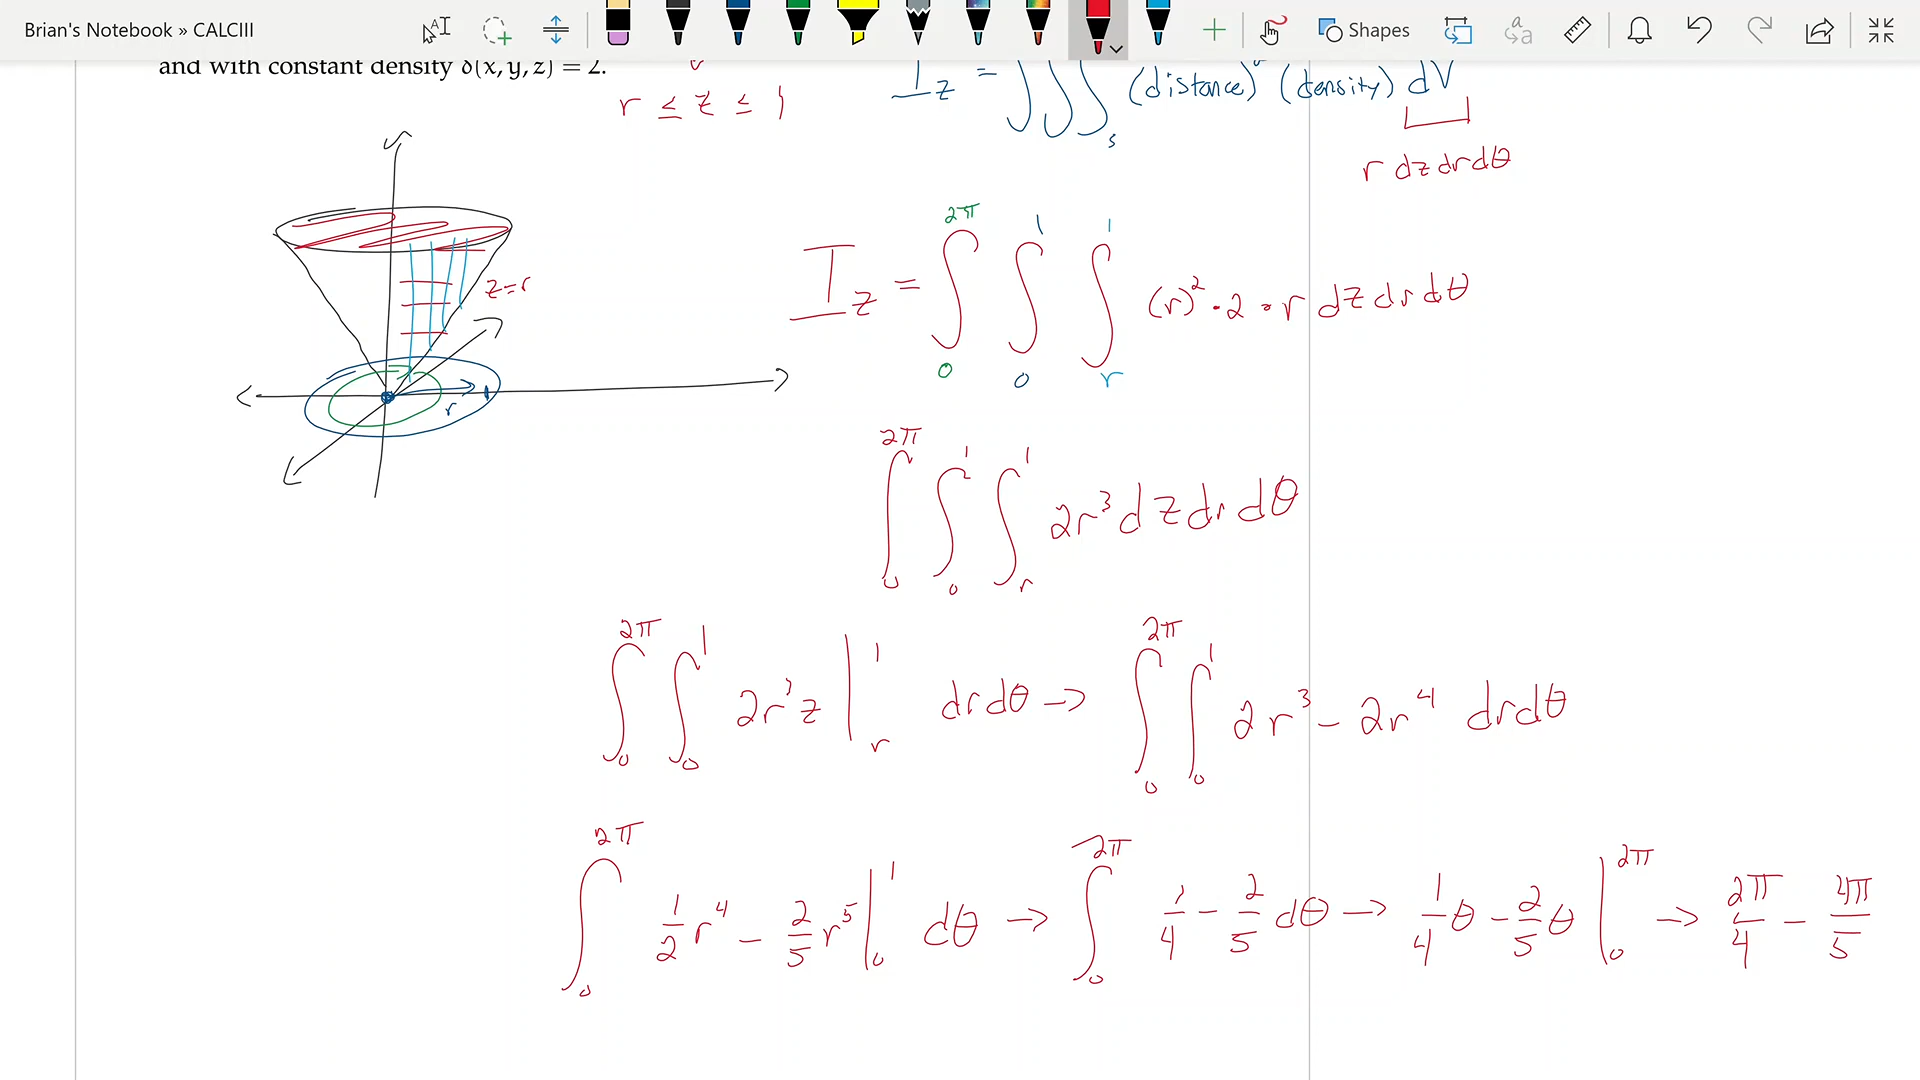 Brian's Notebook » CALCIII
Shapes
and with constant density δ(x, y, z) = 2.
r ≤ z ≤ 1
I_z = ∫∫∫_s (distance)² (density) dV
r dz dr dθ
z=r
r
I_z = ∫_0^{2π} ∫_0^1 ∫_r^1 (r)² · 2 · r dz dr dθ
∫_0^{2π} ∫_0^1 ∫_r^1 2r³ dz dr dθ
∫_0^{2π} ∫_0^1 2r³z |_r^1 dr dθ → ∫_0^{2π} ∫_0^1 2r³ - 2r⁴ dr dθ
∫_0^{2π} 1/2 r⁴ - 2/5 r⁵ |_0^1 dθ → ∫_0^{2π} 1/4 - 2/5 dθ → 1/4 θ - 2/5 θ |_0^{2π} → 2π/4 - 4π/5